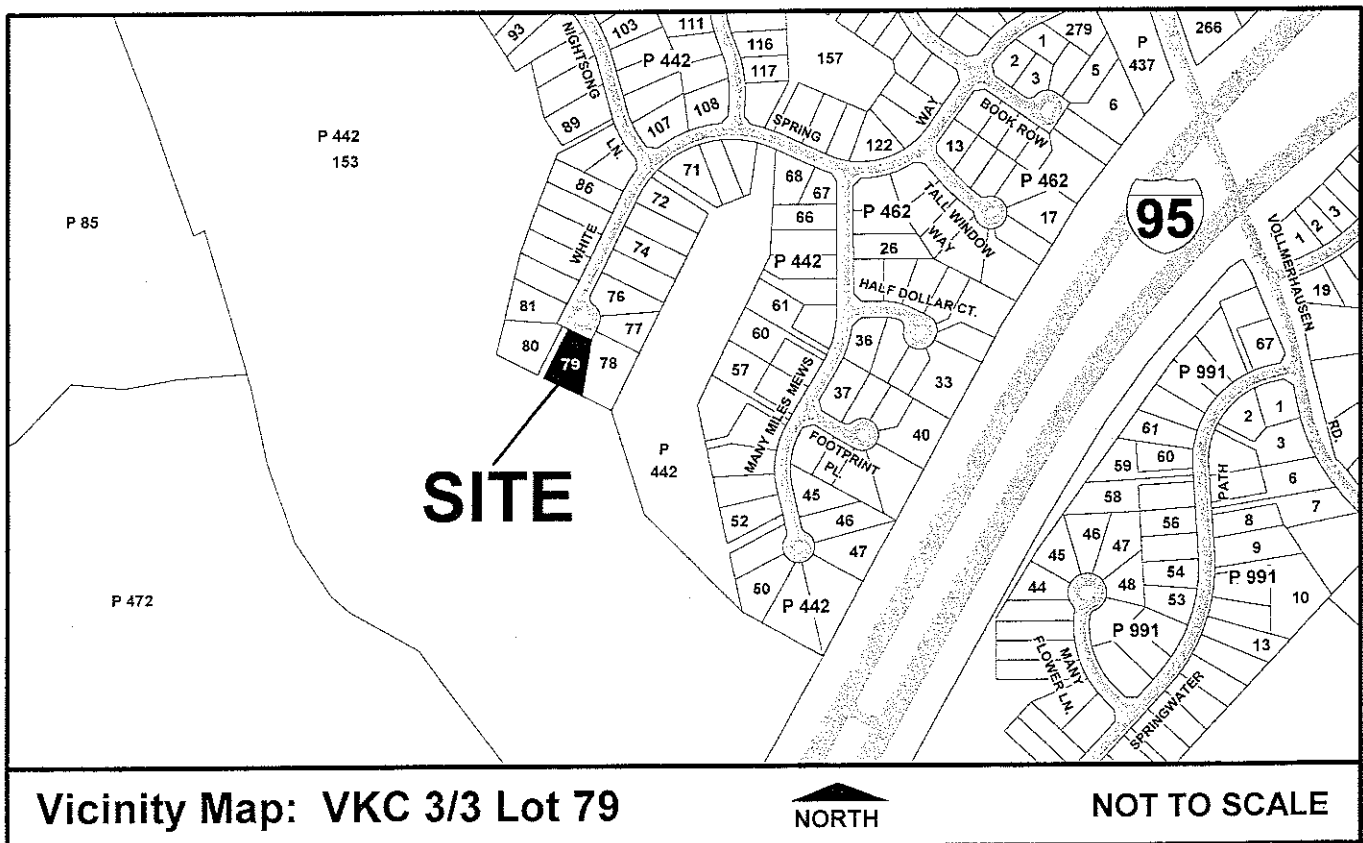 93
NIGHTSONG
LN.
103
111
P 442
116
117
157
89
107
108
SPRING
WAY
122
1
279
2
3
5
6
P
437
266
BOOK ROW
13
P 462
P 442
153
P 85
86
71
72
WHITE
74
68
67
66
P 462
TALL WINDOW
WAY
17
26
P 442
95
VOLLMERHAUSEN
RD.
1
2
3
19
81
76
77
80
79
78
61
60
57
HALF DOLLAR CT.
36
33
37
40
MANY MILES MEWS
FOOTPRINT
PL.
P
442
SITE
45
46
47
52
50
P 442
P 472
67
P 991
2
1
3
61
60
59
58
6
7
PATH
56
8
9
46
45
47
44
48
54
53
P 991
10
P 991
13
MANY
FLOWER LN.
SPRINGWATER
Vicinity Map: VKC 3/3 Lot 79
NORTH
NOT TO SCALE